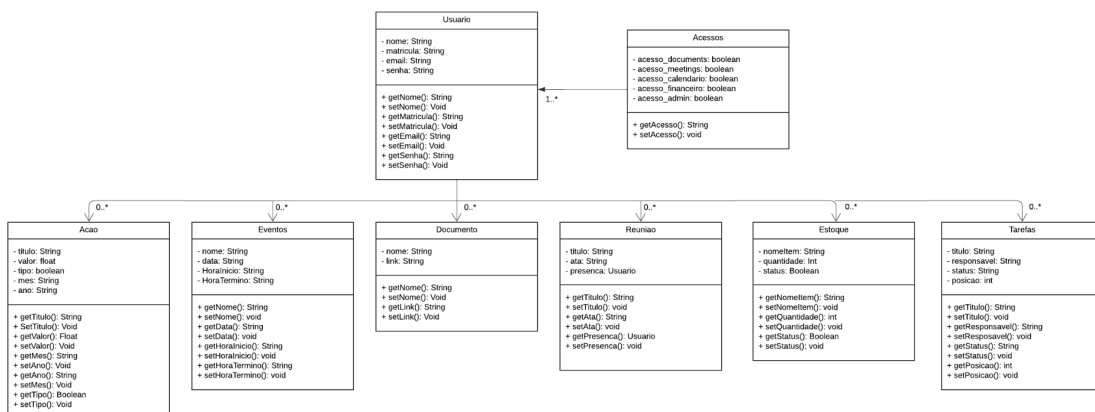 Usuario
- nome: String
- matricula: String
- email: String
- senha: String
+ getNome(): String
+ setNome(): Void
+ getMatricula(): String
+ setMatricula(): Void
+ getEmail(): String
+ setEmail(): Void
+ getSenha(): String
+ setSenha(): Void
Acessos
- acesso_documents: boolean
- acesso_meetings: boolean
- acesso_calendario: boolean
- acesso_financeiro: boolean
- acesso_admin: boolean
+ getAcesso(): String
+ setAcesso(): void
1..*
0..*
0..*
0..*
0..*
0..*
0..*
Acao
- titulo: String
- valor: float
- tipo: boolean
- mes: String
- ano: String
+ getTitulo(): String
+ SetTitulo(): Void
+ getValor(): Float
+ setValor(): Void
+ getMes(): String
+ setAno(): Void
+ getAno(): String
+ setMes(): Void
+ getTipo(): Boolean
+ setTipo(): Void
Eventos
- nome: String
- data: String
- HoraInicio: String
- HoraTermino: String
+ getNome(): String
+ setNome(): void
+ getData(): String
+ setData(): void
+ getHoraInicio(): String
+ setHoraInicio(): void
+ getHoraTermino(): String
+ setHoraTermino(): void
Documento
- nome: String
- link: String
+ getNome(): String
+ setNome(): Void
+ getLink(): String
+ setLink(): Void
Reuniao
- titulo: String
- ata: String
- presenca: Usuario
+ getTitulo(): String
+ setTitulo(): void
+ getAta(): String
+ setAta(): void
+ getPresenca(): Usuario
+ setPresenca(): void
Estoque
- nomeItem: String
- quantidade: Int
- status: Boolean
+ getNomeItem(): String
+ setNomeItem(): void
+ getQuantidade(): int
+ setQuantidade(): void
+ getStatus(): Boolean
+ setStatus(): void
Tarefas
- titulo: String
- responsavel: String
- status: String
- posicao: int
+ getTitulo(): String
+ setTitulo(): void
+ getResponsavel(): String
+ setResposavel(): void
+ getStatus(): String
+ setStatus(): void
+ getPosicao(): int
+ setPosicao(): void